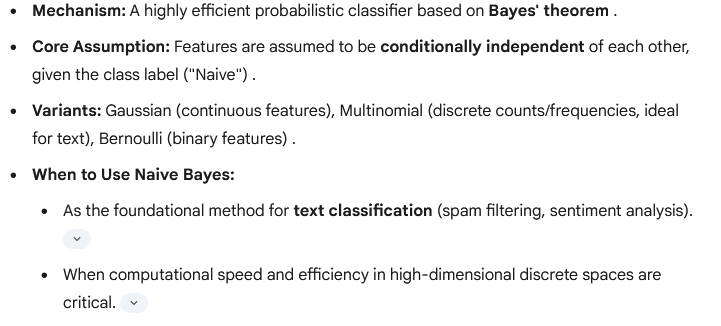 • Mechanism: A highly efficient probabilistic classifier based on Bayes' theorem .
• Core Assumption: Features are assumed to be conditionally independent of each other,
given the class label ("Naive") .
• Variants: Gaussian (continuous features), Multinomial (discrete counts/frequencies, ideal
for text), Bernoulli (binary features) .
• When to Use Naive Bayes:
• As the foundational method for text classification (spam filtering, sentiment analysis).
• When computational speed and efficiency in high-dimensional discrete spaces are
critical.